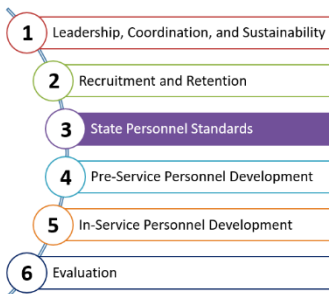 1 Leadership, Coordination, and Sustainability
2 Recruitment and Retention
3 State Personnel Standards
4 Pre-Service Personnel Development
5 In-Service Personnel Development
6 Evaluation